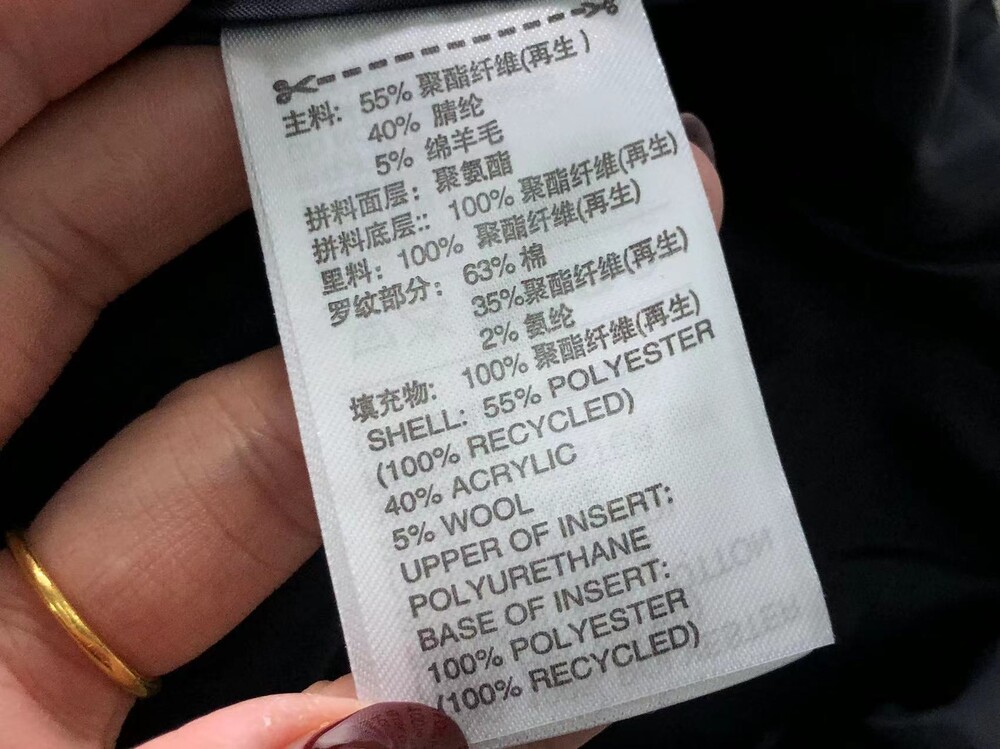 主料: 55% 聚酯纤维(再生)
40% 腈纶
5% 绵羊毛
拼料面层: 聚氨酯
拼料底层:: 100% 聚酯纤维(再生)
里料: 100% 聚酯纤维(再生)
罗纹部分: 63% 棉
35%聚酯纤维(再生)
2% 氨纶
填充物: 100% 聚酯纤维(再生)
SHELL: 55% POLYESTER
(100% RECYCLED)
40% ACRYLIC
5% WOOL
UPPER OF INSERT:
POLYURETHANE
BASE OF INSERT:
100% POLYESTER
(100% RECYCLED)